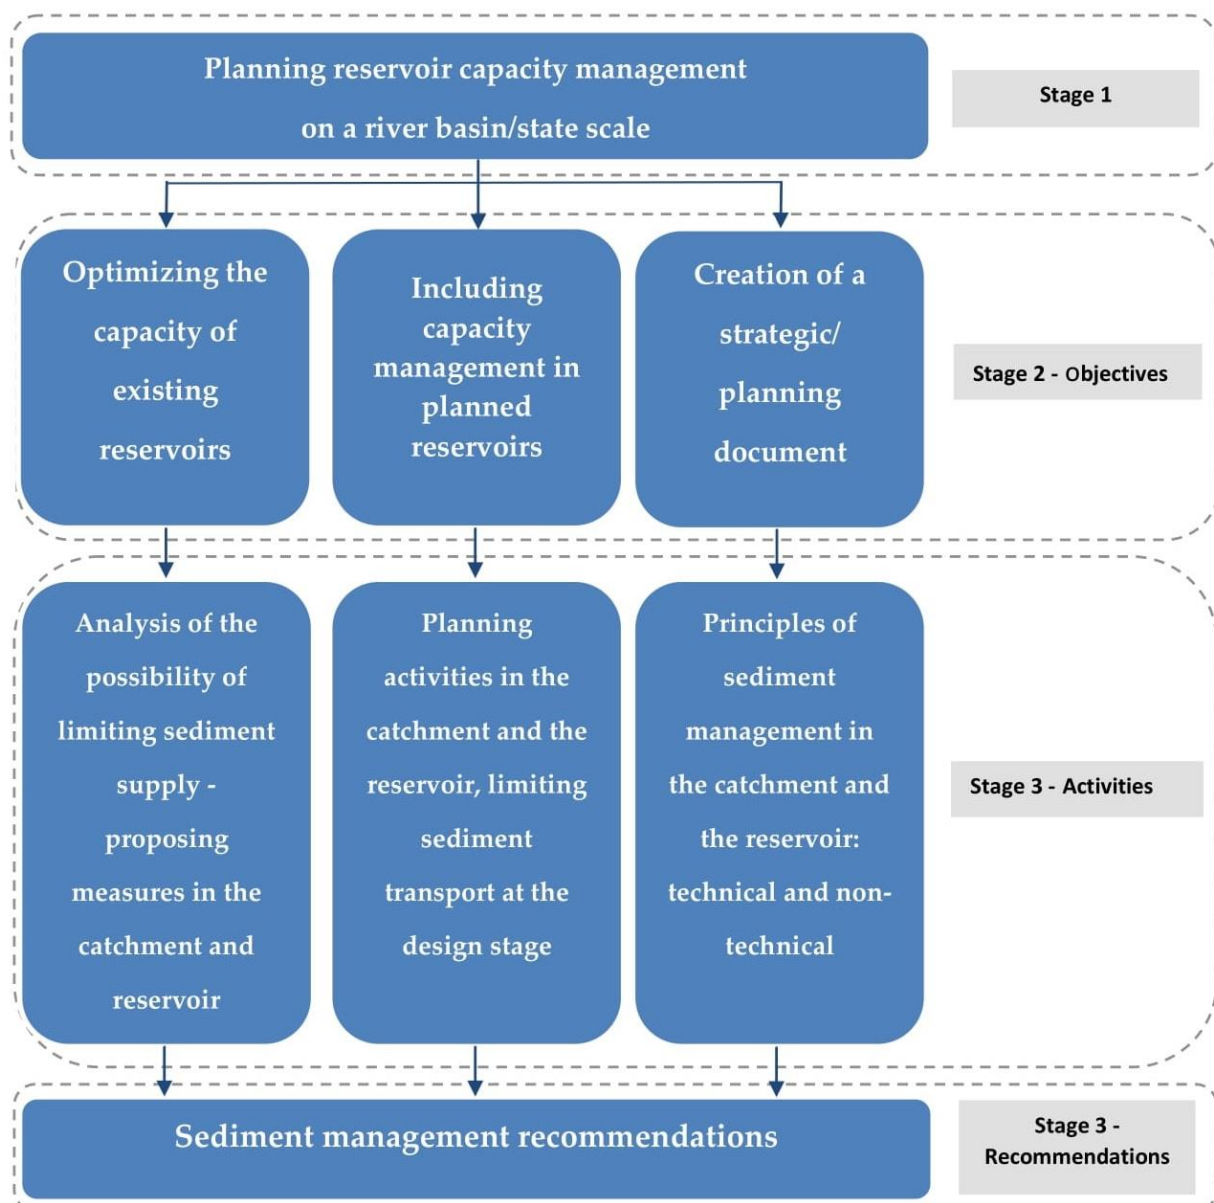 Planning reservoir capacity management
on a river basin/state scale
Stage 1
Optimizing the
capacity of
existing
reservoirs
Including
capacity
management in
planned
reservoirs
Creation of a
strategic/
planning
document
Stage 2 - Objectives
Analysis of the
possibility of
limiting sediment
supply -
proposing
measures in the
catchment and
reservoir
Planning
activities in the
catchment and the
reservoir, limiting
sediment
transport at the
design stage
Principles of
sediment
management in
the catchment and
the reservoir:
technical and non-
technical
Stage 3 - Activities
Sediment management recommendations
Stage 3 -
Recommendations